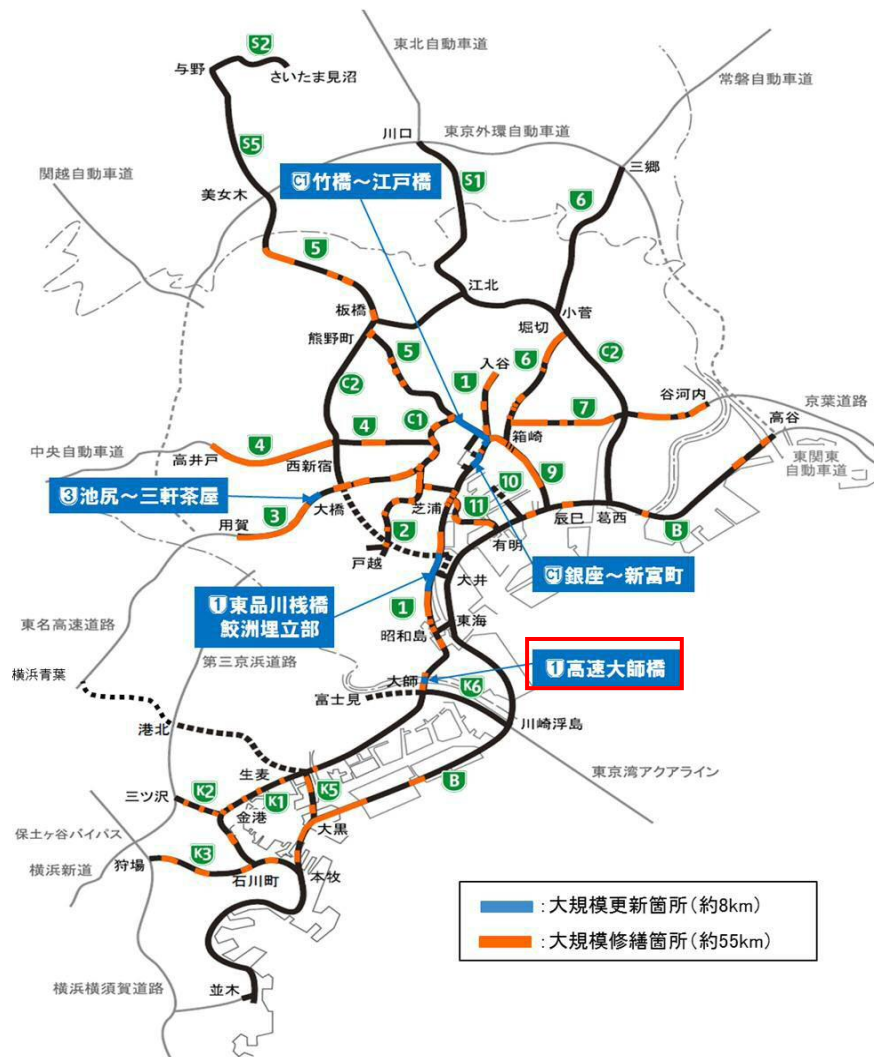 S2
東北自動車道
与野
さいたま見沼
常磐自動車道
川口
東京外環自動車道
S5
関越自動車道
C1竹橋～江戸橋
S1
三郷
美女木
6
5
江北
板橋
小菅
熊野町
堀切
5
入谷
6
C2
1
C2
谷河内
京葉道路
C1
7
高谷
4
箱崎
中央自動車道
4
高井戸
西新宿
東関東
自動車道
9
10
3池尻～三軒茶屋
大橋
芝浦
11
辰巳
葛西
3
用賀
2
有明
B
戸越
大井
C1銀座～新富町
1東品川桟橋
鮫洲埋立部
1
東海
東名高速道路
昭和島
第三京浜道路
1高速大師橋
横浜青葉
大師
K6
富士見
港北
川崎浮島
東京湾アクアライン
生麦
B
三ツ沢
K2
K1
K5
金港
大黒
保土ヶ谷バイパス
K3
狩場
横浜新道
石川町
本牧
：大規模更新箇所（約8km）
：大規模修繕箇所（約55km）
横浜横須賀道路
並木